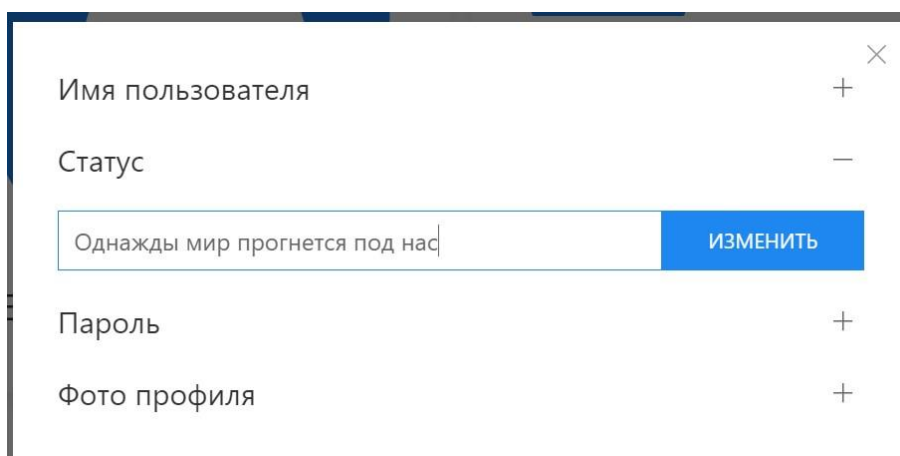 Имя пользователя
Статус
Однажды мир прогнется под нас
ИЗМЕНИТЬ
Пароль
Фото профиля